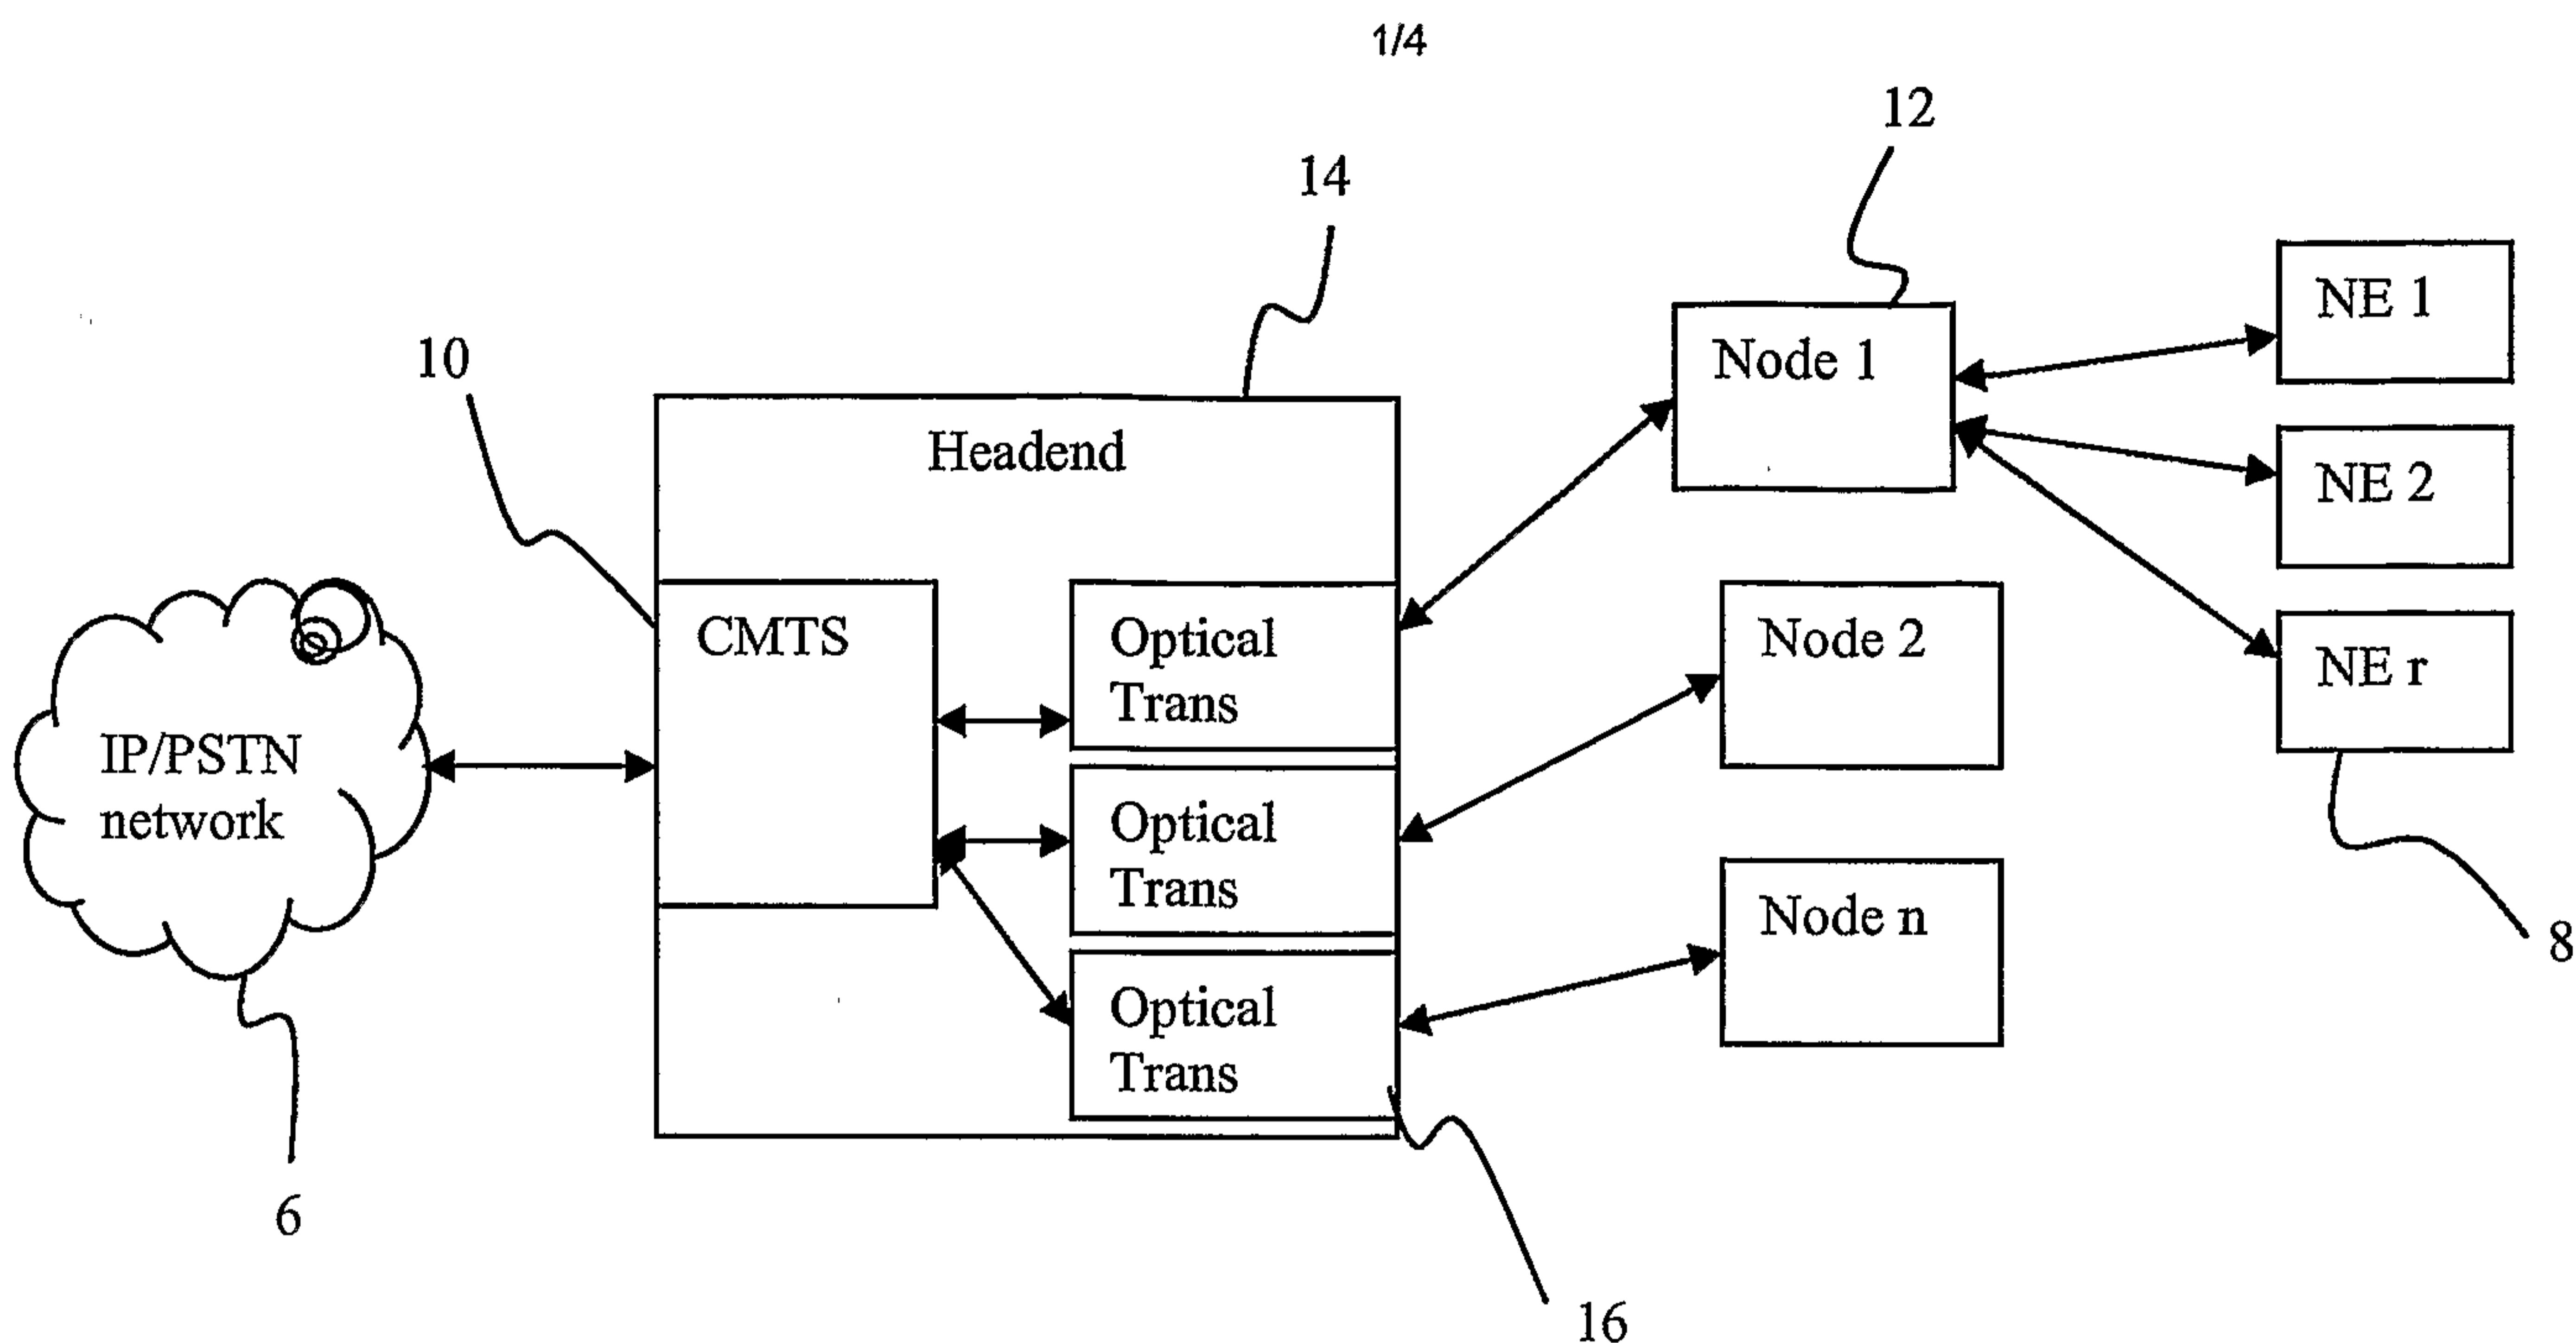 1/4
12
14
10
Headend
Node 1
NE 1
NE 2
NE r
8
CMTS
Optical
Trans
Optical
Trans
Optical
Trans
Node 2
Node n
IP/PSTN
network
6
16